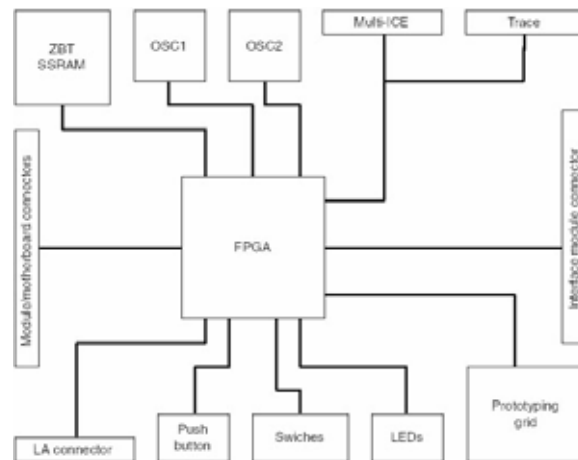 ZBT
SSRAM
OSC1
OSC2
Multi-ICE
Trace
Module/motherboard connectors
FPGA
Interface module connector
LA connector
Push
button
Swiches
LEDs
Prototyping
grid